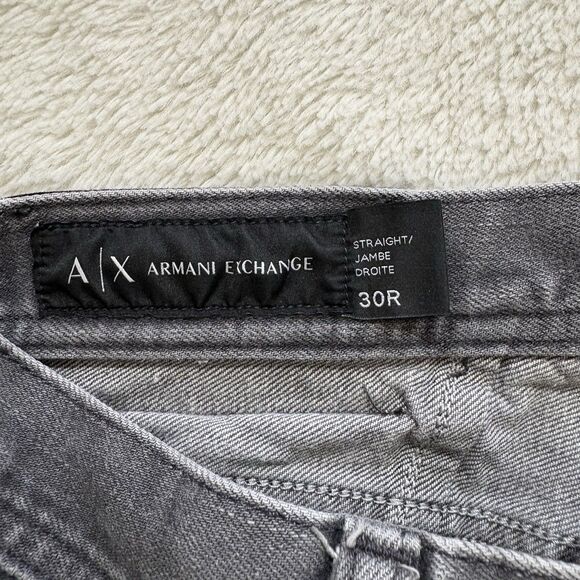 A|X ARMANI EXCHANGE
STRAIGHT/
JAMBE
DROITE
30R